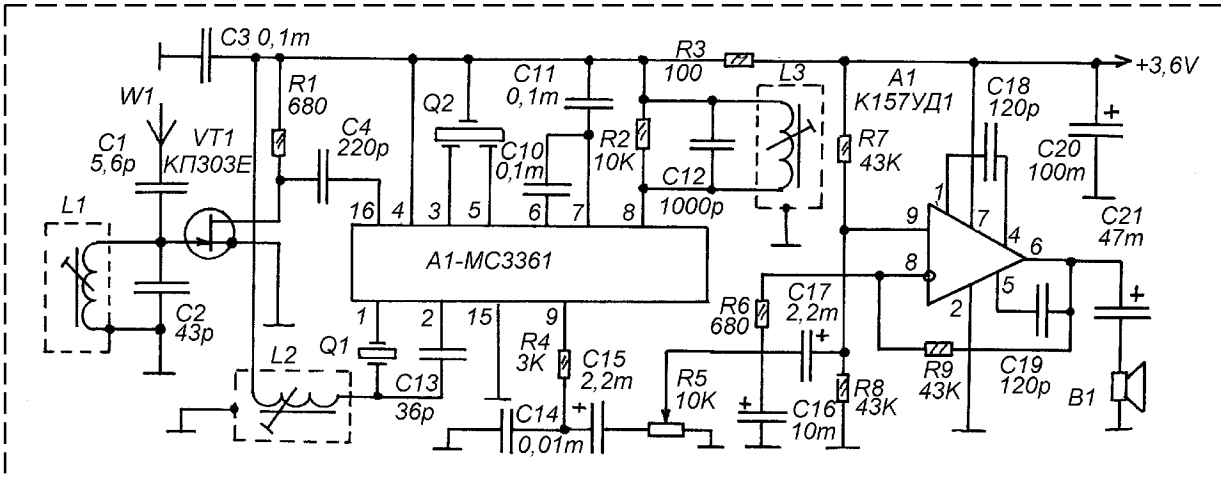 C3 0,1m
R1
680
W1
C1
5,6p
VT1
КП303Е
C4
220p
L1
C2
43p
Q2
C11
0,1m
C10
0,1m
R2
10K
R3
100
C12
1000p
L3
A1
К157УД1
C18
120p
+3,6V
R7
43K
C20
100m
+
16
4
3
5
6
7
8
A1-MC3361
1
2
15
9
Q1
L2
C13
36p
R4
3K
C15
2,2m
+
C14
0,01m
R5
10K
R6
680
C17
2,2m
+
C16
10m
+
R8
43K
1
9
7
4
8
6
5
2
R9
43K
C19
120p
C21
47m
+
B1